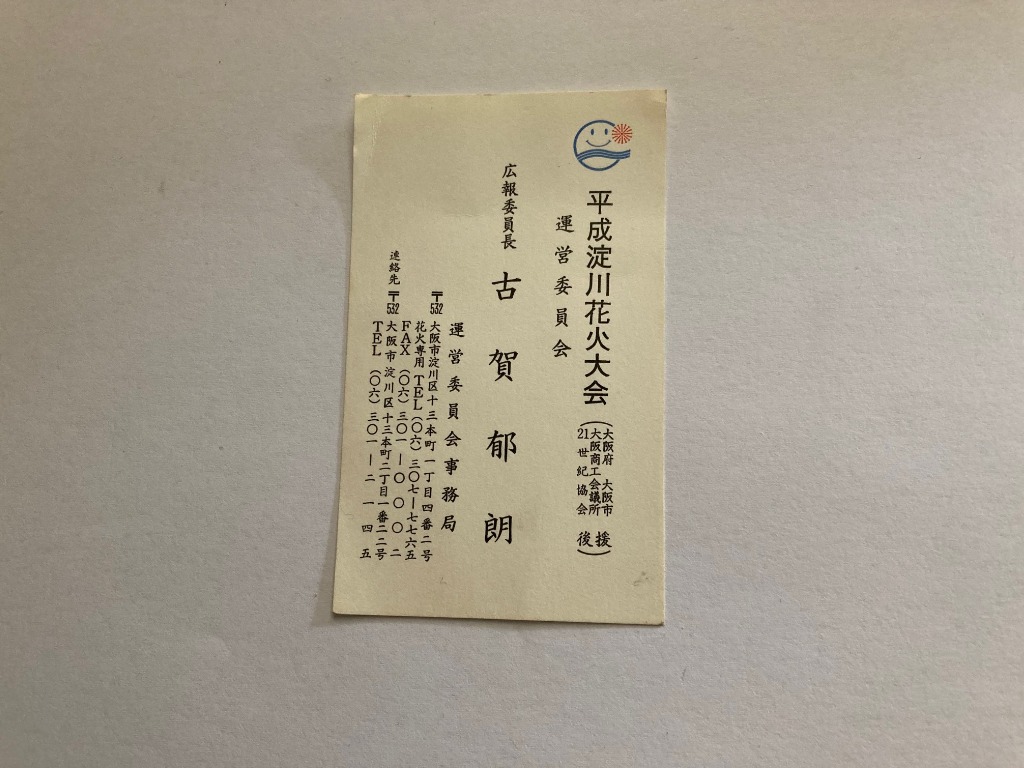 平成淀川花火大会
(大阪府 大阪市
大阪商工会議所
21世紀協会
後援)
運営委員会
広報委員長 古賀郁朗
運営委員会事務局
〒532 大阪市淀川区十三本町一丁目四番二号
花火専用TEL(〇六)三〇七―七七六五
FAX(〇六)三〇一―〇〇〇二
連絡先 〒532 大阪市淀川区十三本町二丁目一番二二号
TEL(〇六)三〇一―二一四五